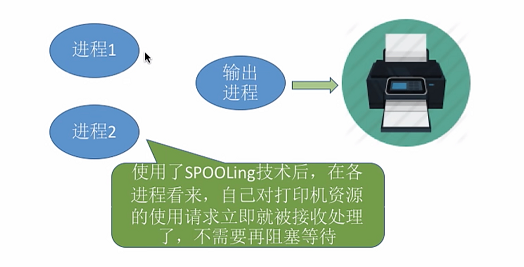 进程1
输出
进程
进程2
使用了SPOOLing技术后，在各
进程看来，自己对打印机资源
的使用请求立即就被接收处理
了，不需要再阻塞等待